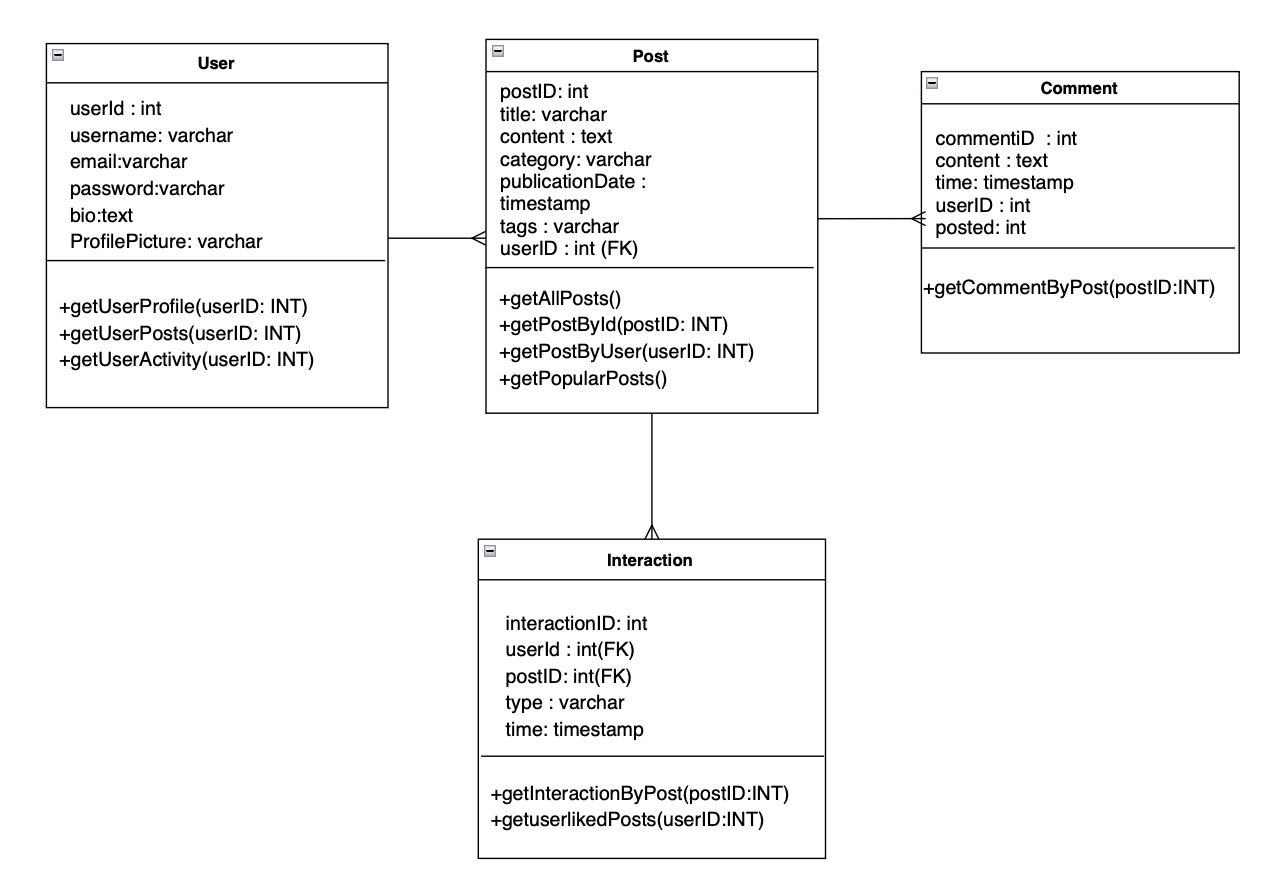 User
userId : int
username: varchar
email:varchar
password:varchar
bio:text
ProfilePicture: varchar
+getUserProfile(userID: INT)
+getUserPosts(userID: INT)
+getUserActivity(userID: INT)
Post
postID: int
title: varchar
content : text
category: varchar
publicationDate :
timestamp
tags : varchar
userID : int (FK)
+getAllPosts()
+getPostById(postID: INT)
+getPostByUser(userID: INT)
+getPopularPosts()
Comment
commentiD : int
content : text
time: timestamp
userID : int
posted: int
+getCommentByPost(postID:INT)
Interaction
interactionID: int
userId : int(FK)
postID: int(FK)
type : varchar
time: timestamp
+getInteractionByPost(postID:INT)
+getuserlikedPosts(userID:INT)